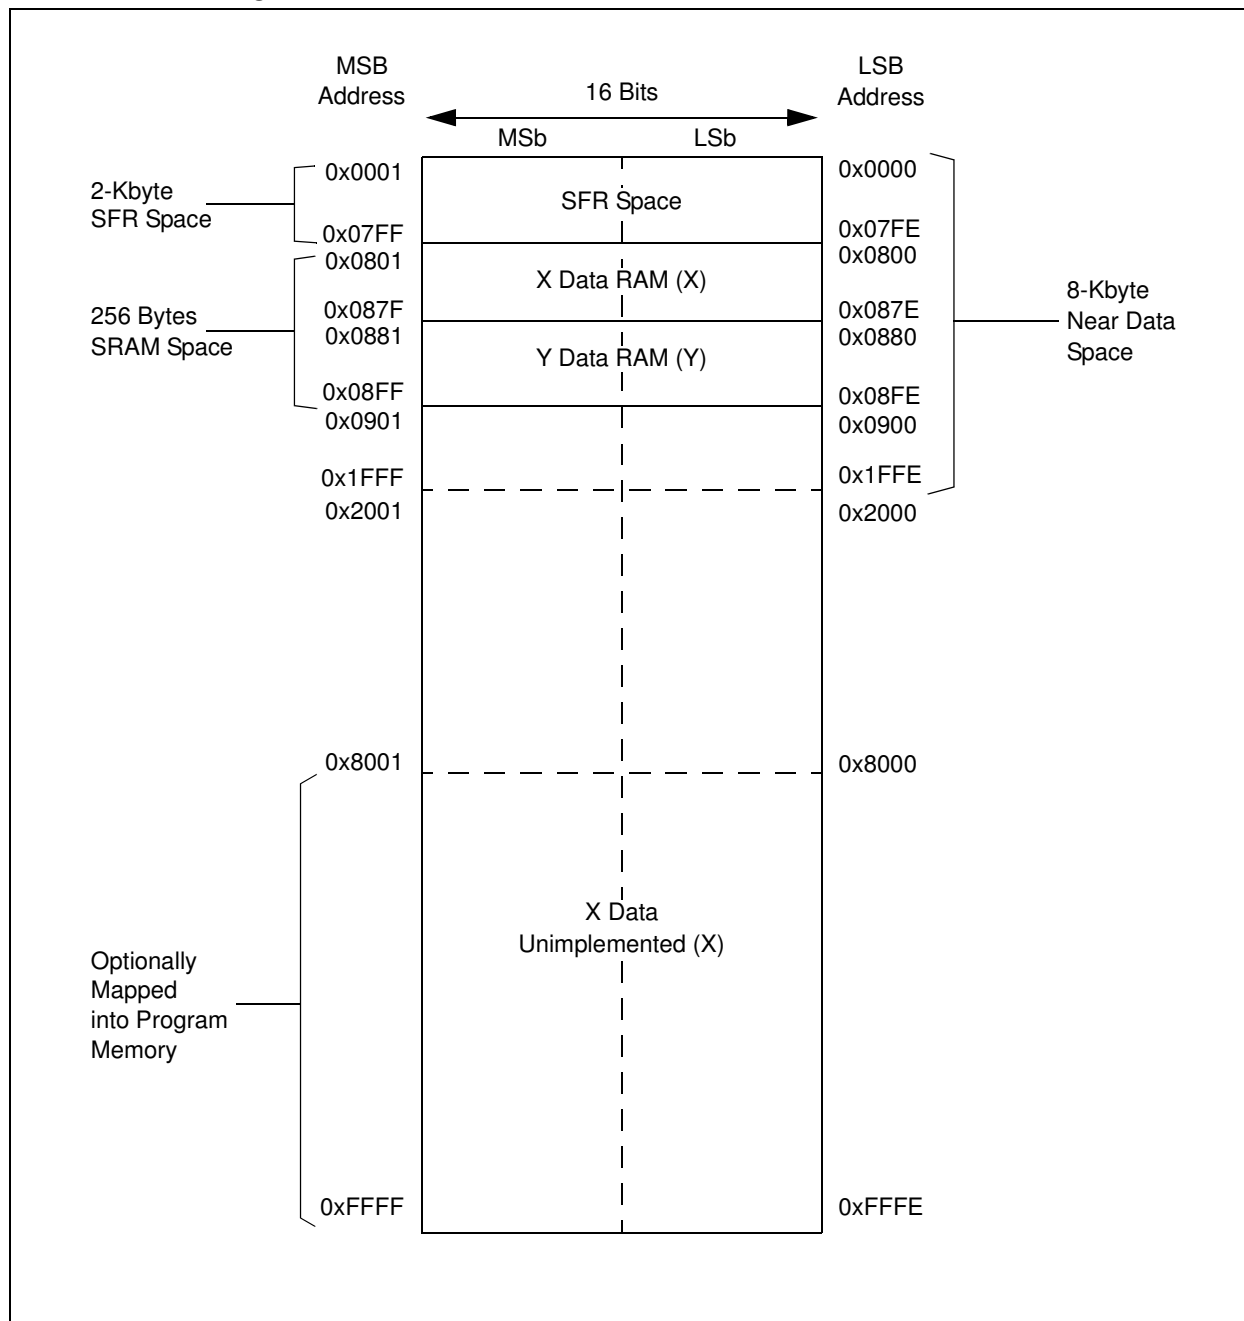 MSB
Address
LSB
Address
16 Bits
MSb
LSb
0x0001
0x0000
2-Kbyte
SFR Space
SFR Space
0x07FF
0x07FE
0x0801
0x0800
X Data RAM (X)
256 Bytes
SRAM Space
0x087F
0x087E
0x0881
0x0880
8-Kbyte
Near Data
Space
Y Data RAM (Y)
0x08FF
0x08FE
0x0901
0x0900
0x1FFF
0x1FFE
0x2001
0x2000
0x8001
0x8000
X Data
Unimplemented (X)
Optionally
Mapped
into Program
Memory
0xFFFF
0xFFFE